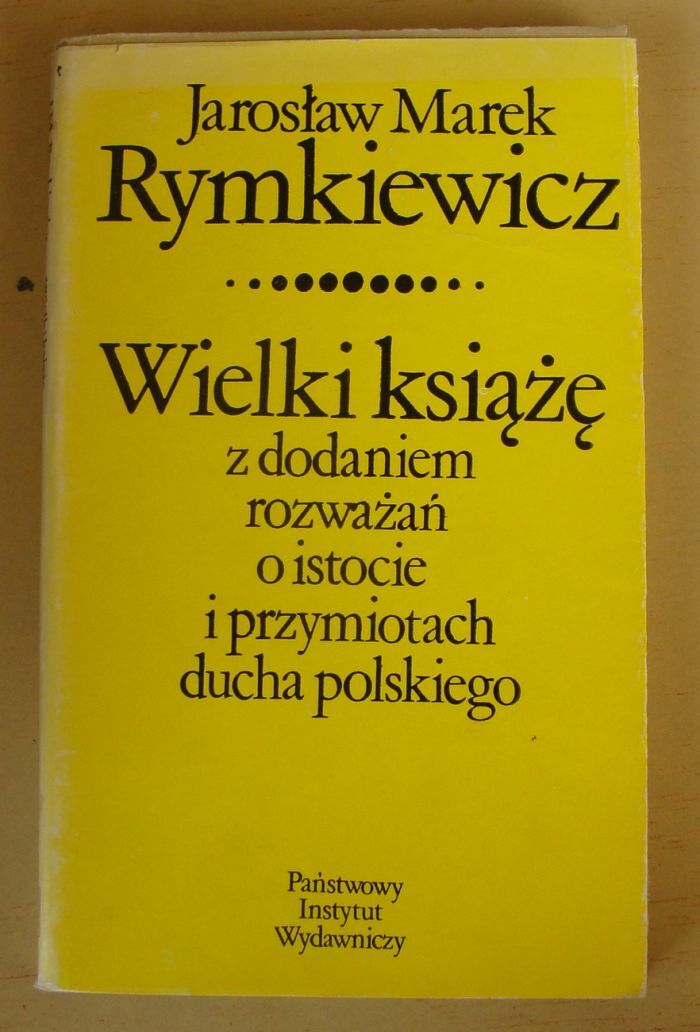 Jarosław Marek
Rymkiewicz
Wielki książę
z dodaniem
rozważań
o istocie
i przymiotach
ducha polskiego
Państwowy
Instytut
Wydawniczy